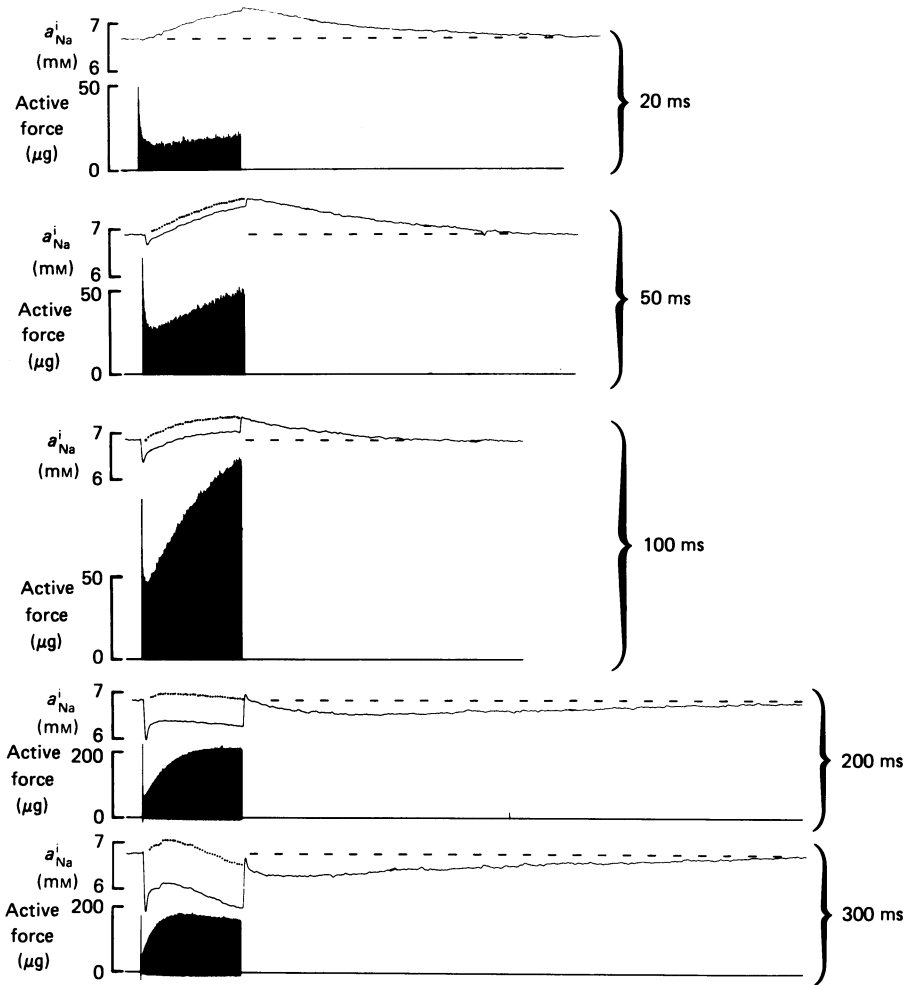 a^i_Na (mM) 7 6
Active force (μg) 50 0
20 ms
a^i_Na (mM) 7 6
Active force (μg) 50 0
50 ms
a^i_Na (mM) 7 6
Active force (μg) 50 0
100 ms
a^i_Na (mM) 7 6
Active force (μg) 200 0
200 ms
a^i_Na (mM) 7 6
Active force (μg) 200 0
300 ms